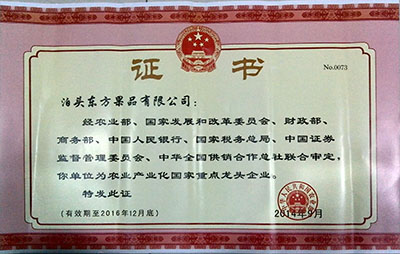 证书
No.0073
泊头东方果品有限公司：
经农业部、国家发展和改革委员会、财政部、
商务部、中国人民银行、国家税务总局、中国证券
监督管理委员会、中华全国供销合作总社联合审定，
你单位为农业产业化国家重点龙头企业。
特发此证
(有效期至2016年12月底)
2014年9月